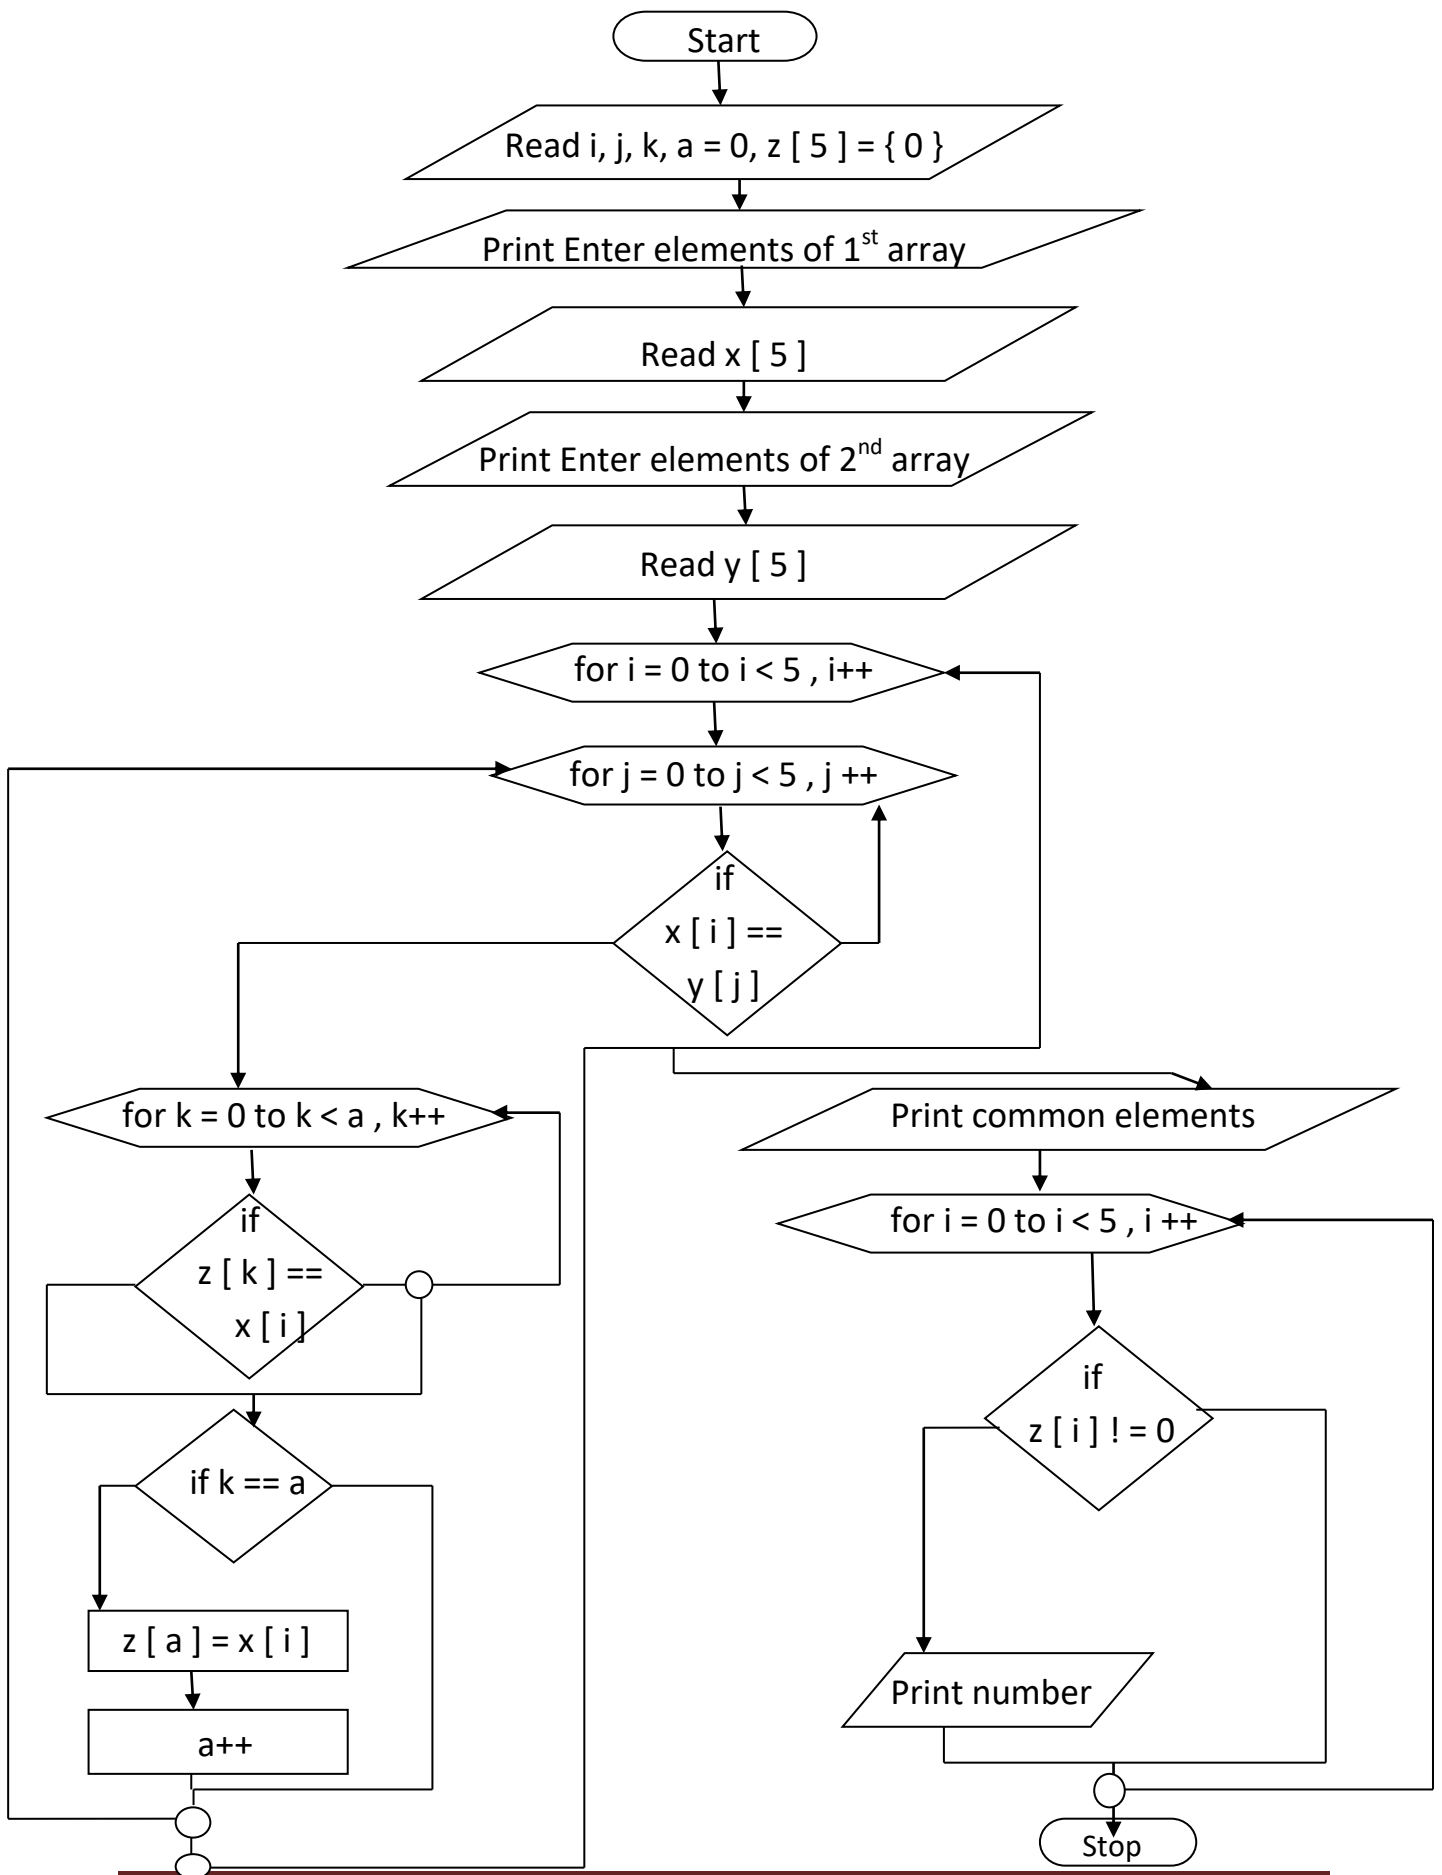 Start
Read i, j, k, a = 0, z [ 5 ] = { 0 }
Print Enter elements of 1st array
Read x [ 5 ]
Print Enter elements of 2nd array
Read y [ 5 ]
for i = 0 to i < 5 , i++
for j = 0 to j < 5 , j ++
if
x [ i ] ==
y [ j ]
for k = 0 to k < a , k++
if
z [ k ] ==
x [ i ]
if k == a
z [ a ] = x [ i ]
a++
Print common elements
for i = 0 to i < 5 , i ++
if
z [ i ] ! = 0
Print number
Stop